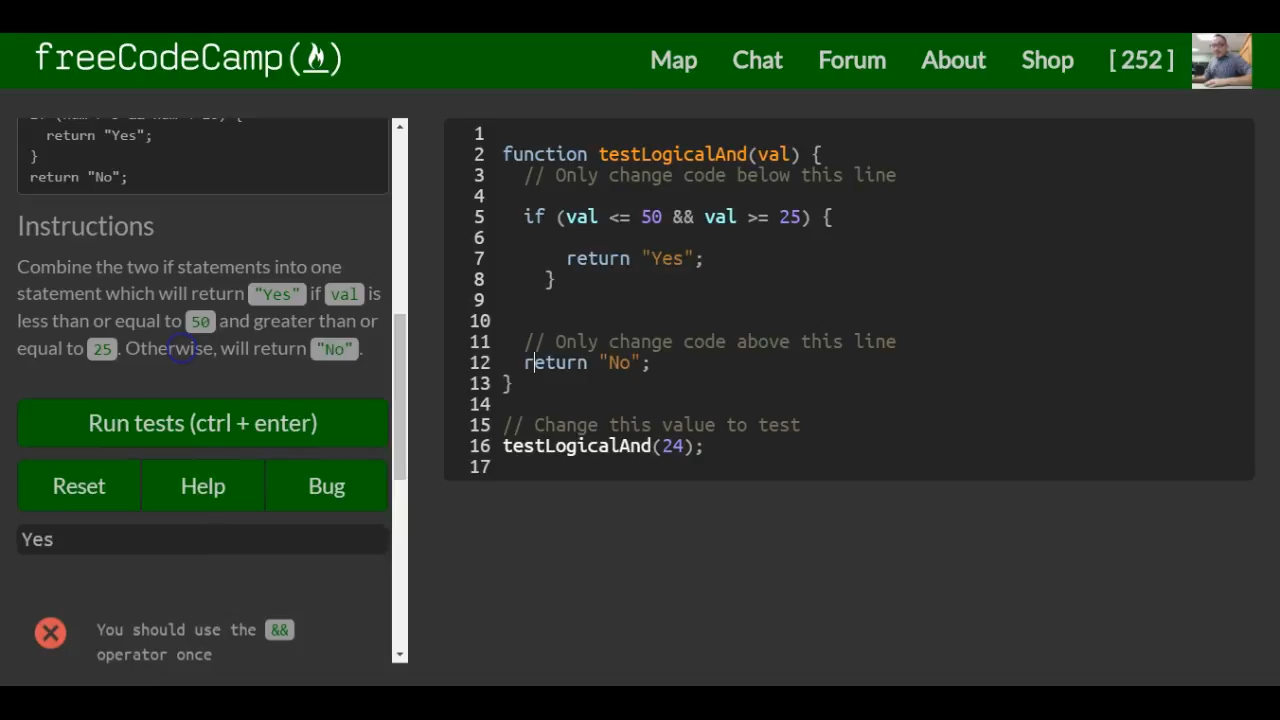 freeCodeCamp(🔥)
Map Chat Forum About Shop [ 252 ]
return "Yes";
}
return "No";
Instructions
Combine the two if statements into one
statement which will return "Yes" if val is
less than or equal to 50 and greater than or
equal to 25. Otherwise, will return "No".
Run tests (ctrl + enter)
Reset Help Bug
Yes
You should use the &&
operator once
1
2 function testLogicalAnd(val) {
3 // Only change code below this line
4
5 if (val <= 50 && val >= 25) {
6
7 return "Yes";
8 }
9
10
11 // Only change code above this line
12 return "No";
13 }
14
15 // Change this value to test
16 testLogicalAnd(24);
17